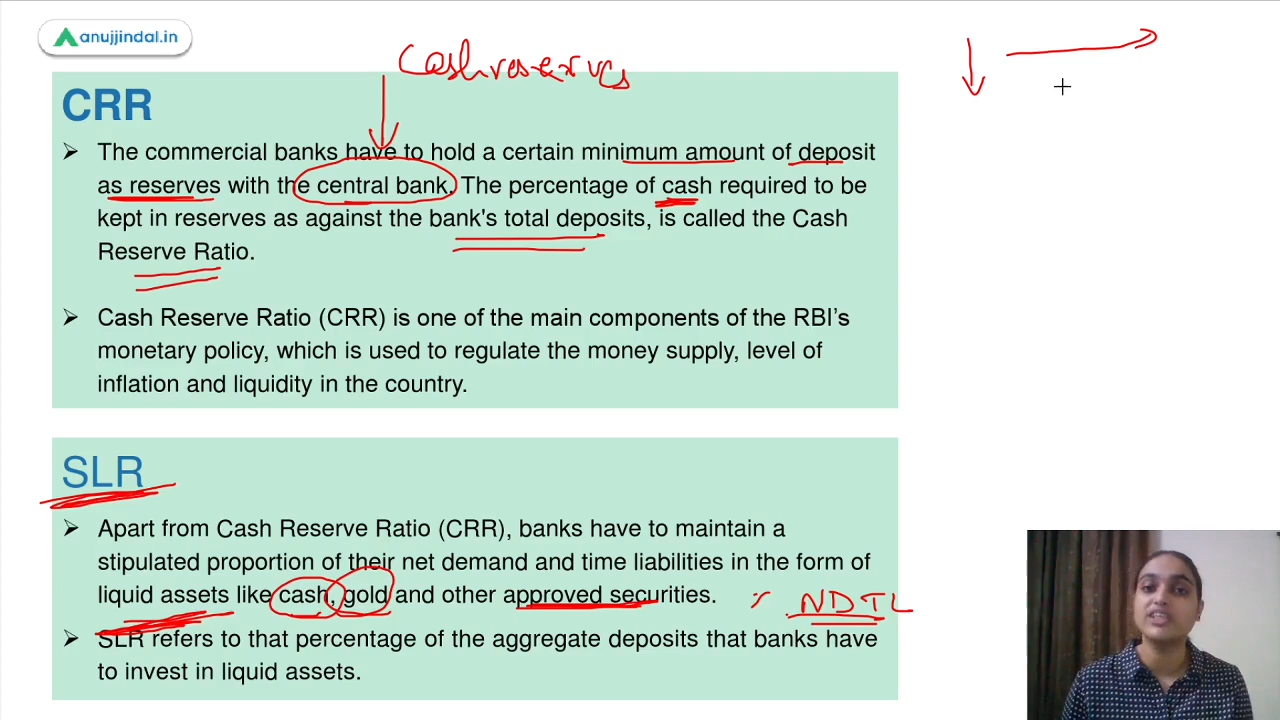 anujjindal.in
Cash reserves
CRR
The commercial banks have to hold a certain minimum amount of deposit
as reserves with the central bank. The percentage of cash required to be
kept in reserves as against the bank's total deposits, is called the Cash
Reserve Ratio.
Cash Reserve Ratio (CRR) is one of the main components of the RBI's
monetary policy, which is used to regulate the money supply, level of
inflation and liquidity in the country.
SLR
Apart from Cash Reserve Ratio (CRR), banks have to maintain a
stipulated proportion of their net demand and time liabilities in the form of
liquid assets like cash, gold and other approved securities.
NDTL
SLR refers to that percentage of the aggregate deposits that banks have
to invest in liquid assets.